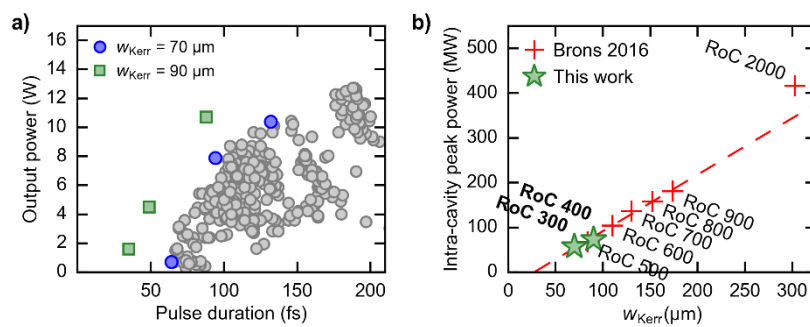 a)
Output power (W)
16
14
12
10
8
6
4
2
0
w_Kerr = 70 µm
w_Kerr = 90 µm
50
100
150
200
Pulse duration (fs)
b)
Intra-cavity peak power (MW)
500
400
300
200
100
0
Brons 2016
This work
RoC 2000
RoC 900
RoC 800
RoC 700
RoC 600
RoC 500
RoC 400
RoC 300
0
50
100
150
200
250
300
w_Kerr(µm)